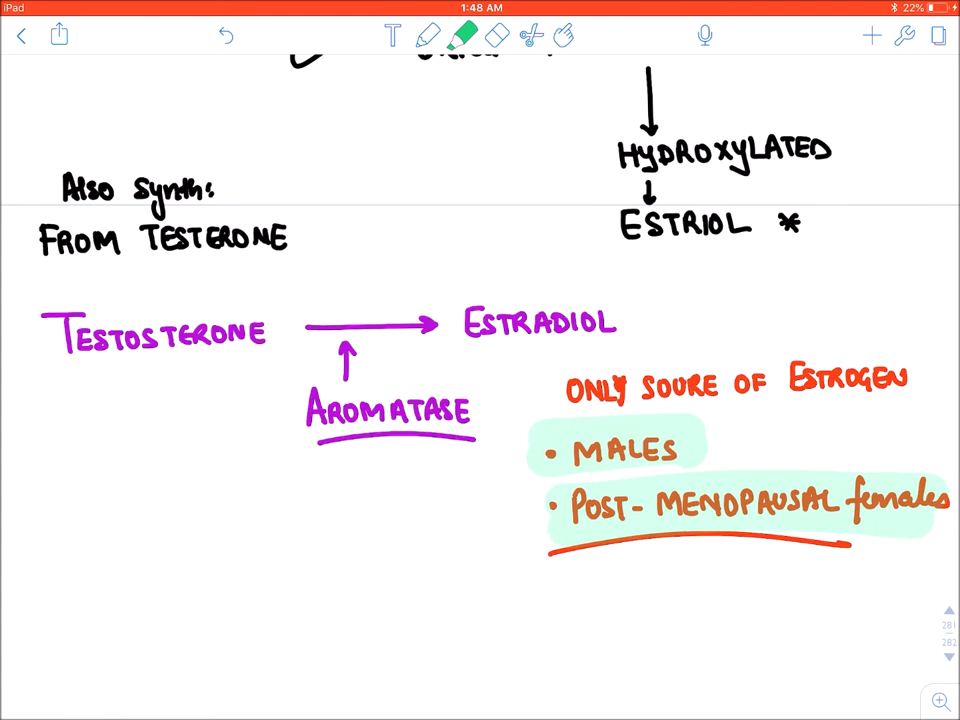 iPad
1:48 AM
22%
T
HYDROXYLATED
Also Synth:
ESTRIOL *
FROM TESTERONE
TESTOSTERONE
ESTRADIOL
AROMATASE
ONLY SOURE OF ESTROGEN
• MALES
• POST-MENOPAUSAL females
281
282